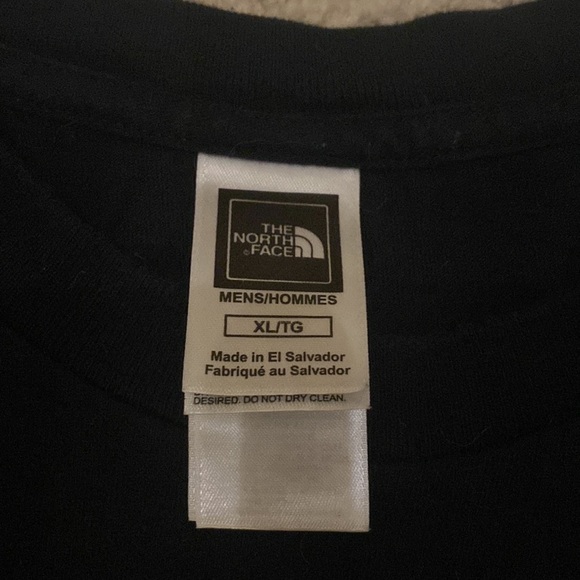 THE
NORTH
FACE
MENS/HOMMES
XL/TG
Made in El Salvador
Fabriqué au Salvador
DESIRED. DO NOT DRY CLEAN.